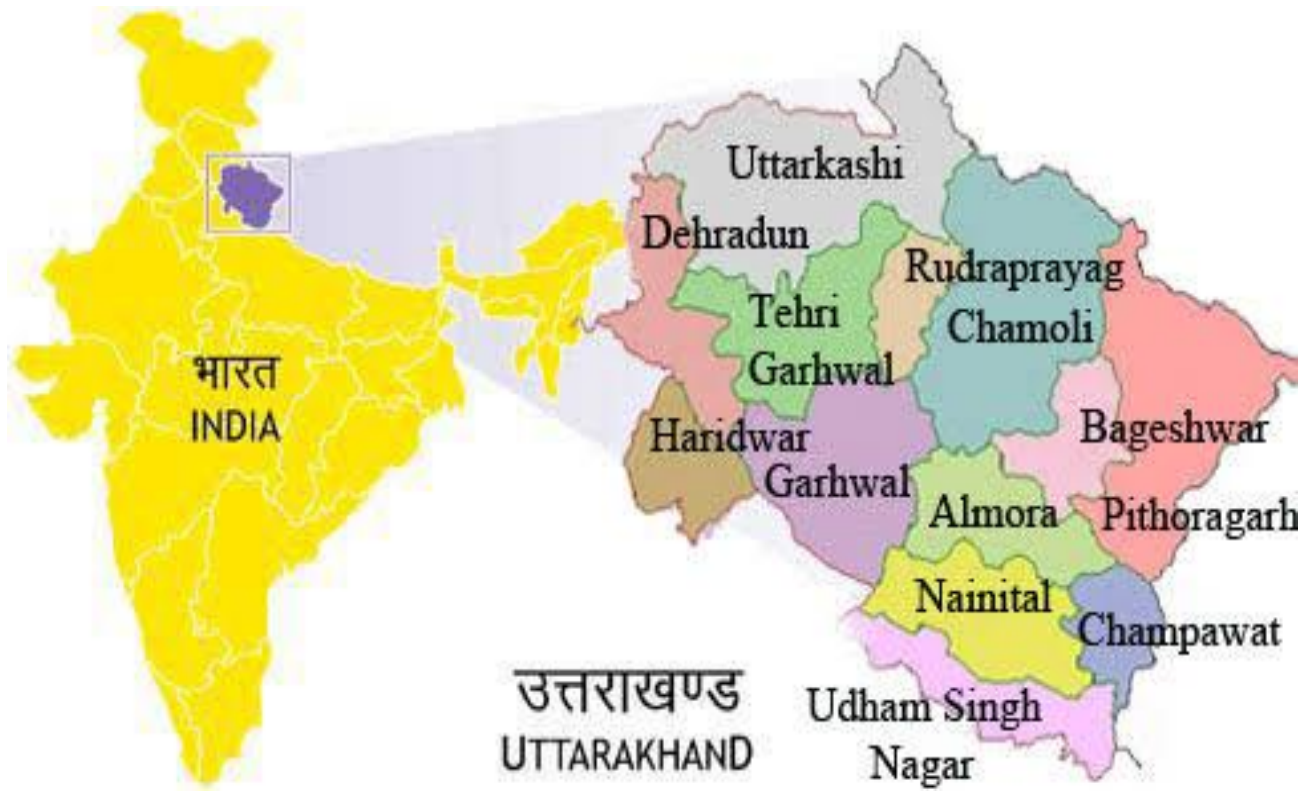 भारत
INDIA
उत्तराखण्ड
UTTARAKHAND
Uttarkashi
Dehradun
Rudraprayag
Tehri
Garhwal
Chamoli
Haridwar
Garhwal
Bageshwar
Almora
Pithoragarh
Nainital
Champawat
Udham Singh
Nagar